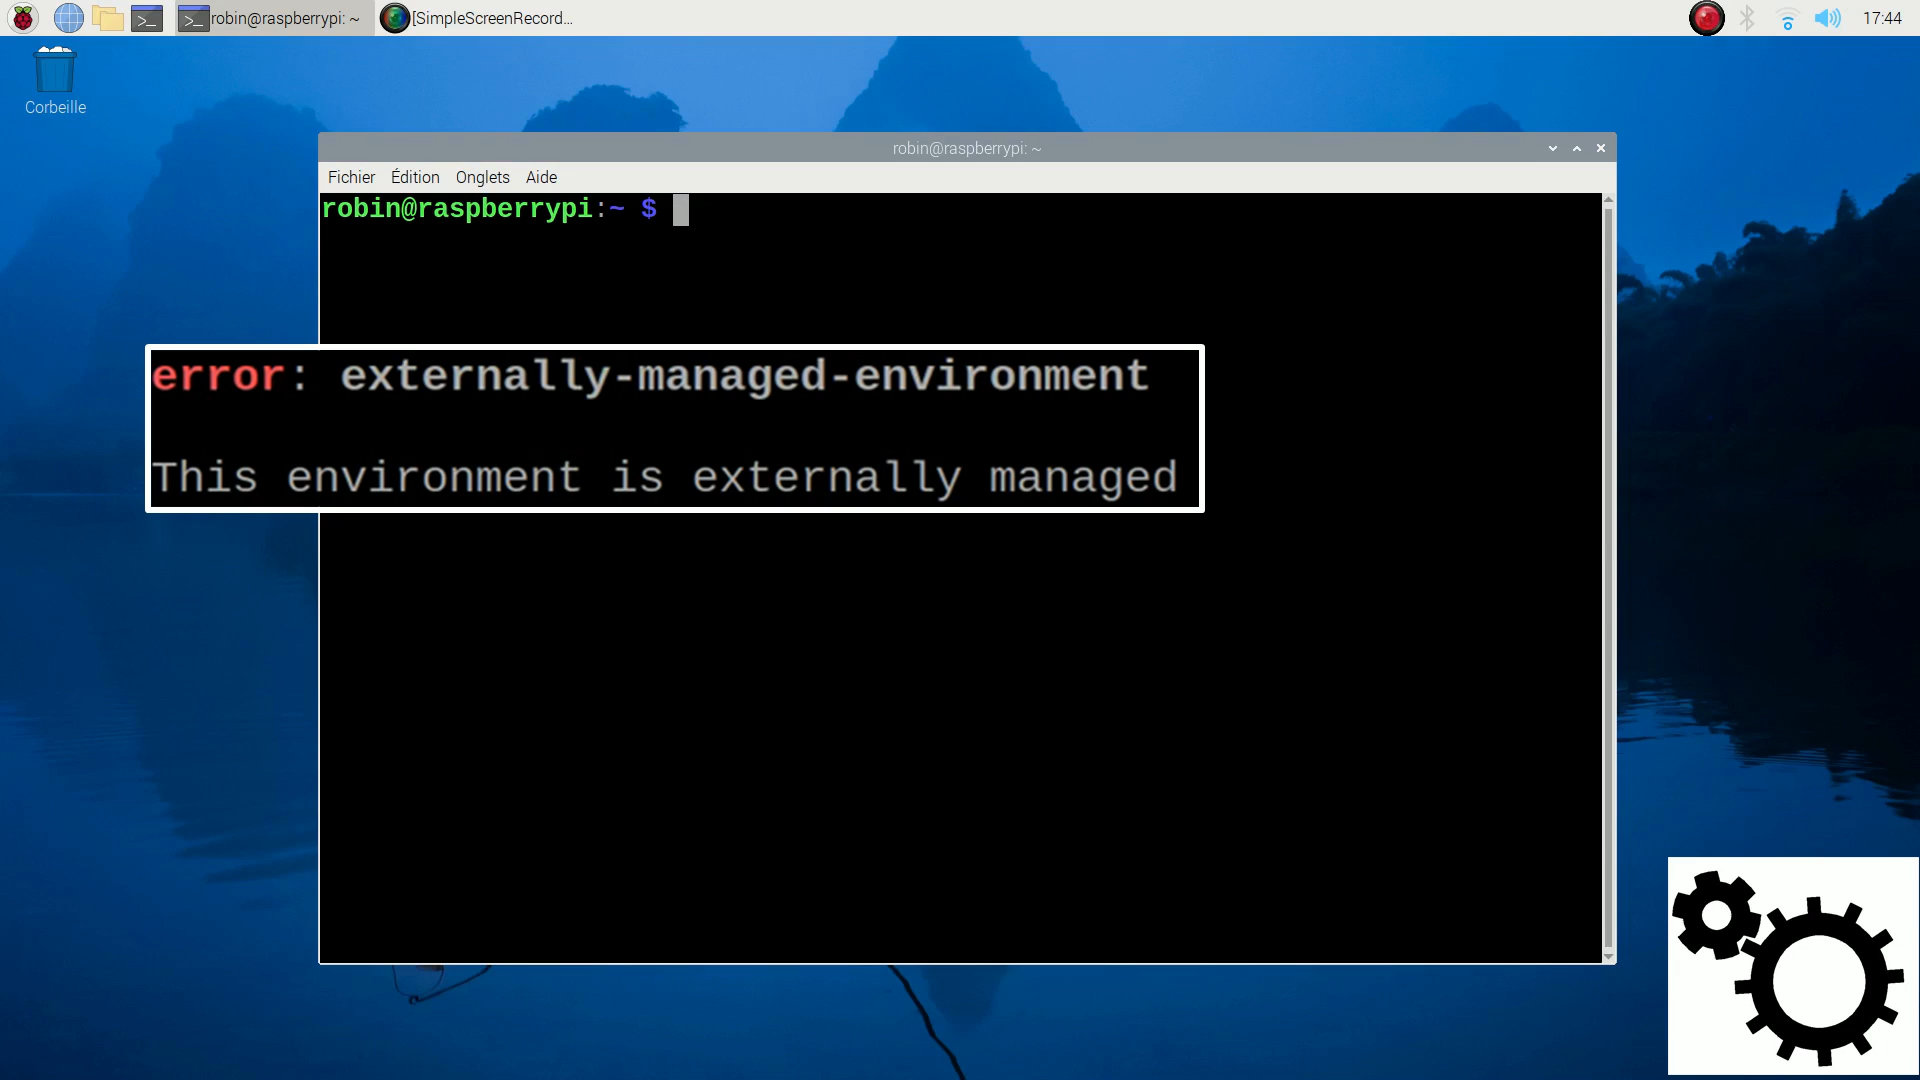 robin@raspberrypi: ~
[SimpleScreenRecord...
17:44
Corbeille
robin@raspberrypi: ~
Fichier Édition Onglets Aide
robin@raspberrypi:~ $
error: externally-managed-environment
This environment is externally managed